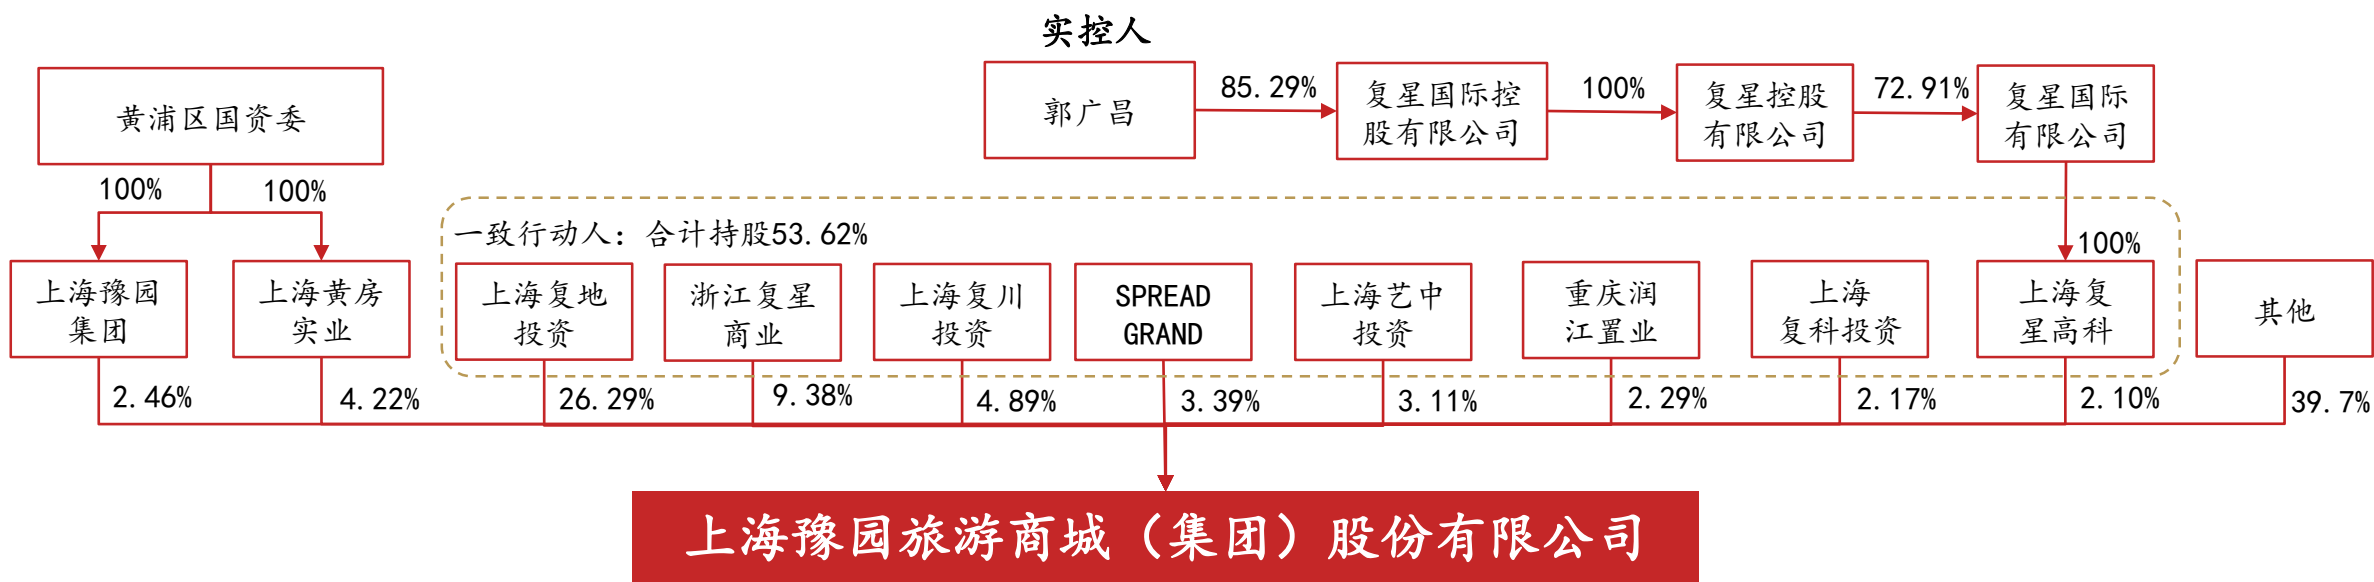 实控人
黄浦区国资委
郭广昌
85.29%
复星国际控
股有限公司
100%
复星控股
有限公司
72.91%
复星国际
有限公司
100%
100%
一致行动人：合计持股53.62%
100%
上海豫园
集团
上海黄房
实业
上海复地
投资
浙江复星
商业
上海复川
投资
SPREAD
GRAND
上海艺中
投资
重庆润
江置业
上海
复科投资
上海复
星高科
其他
2.46%
4.22%
26.29%
9.38%
4.89%
3.39%
3.11%
2.29%
2.17%
2.10%
39.7%
上海豫园旅游商城（集团）股份有限公司